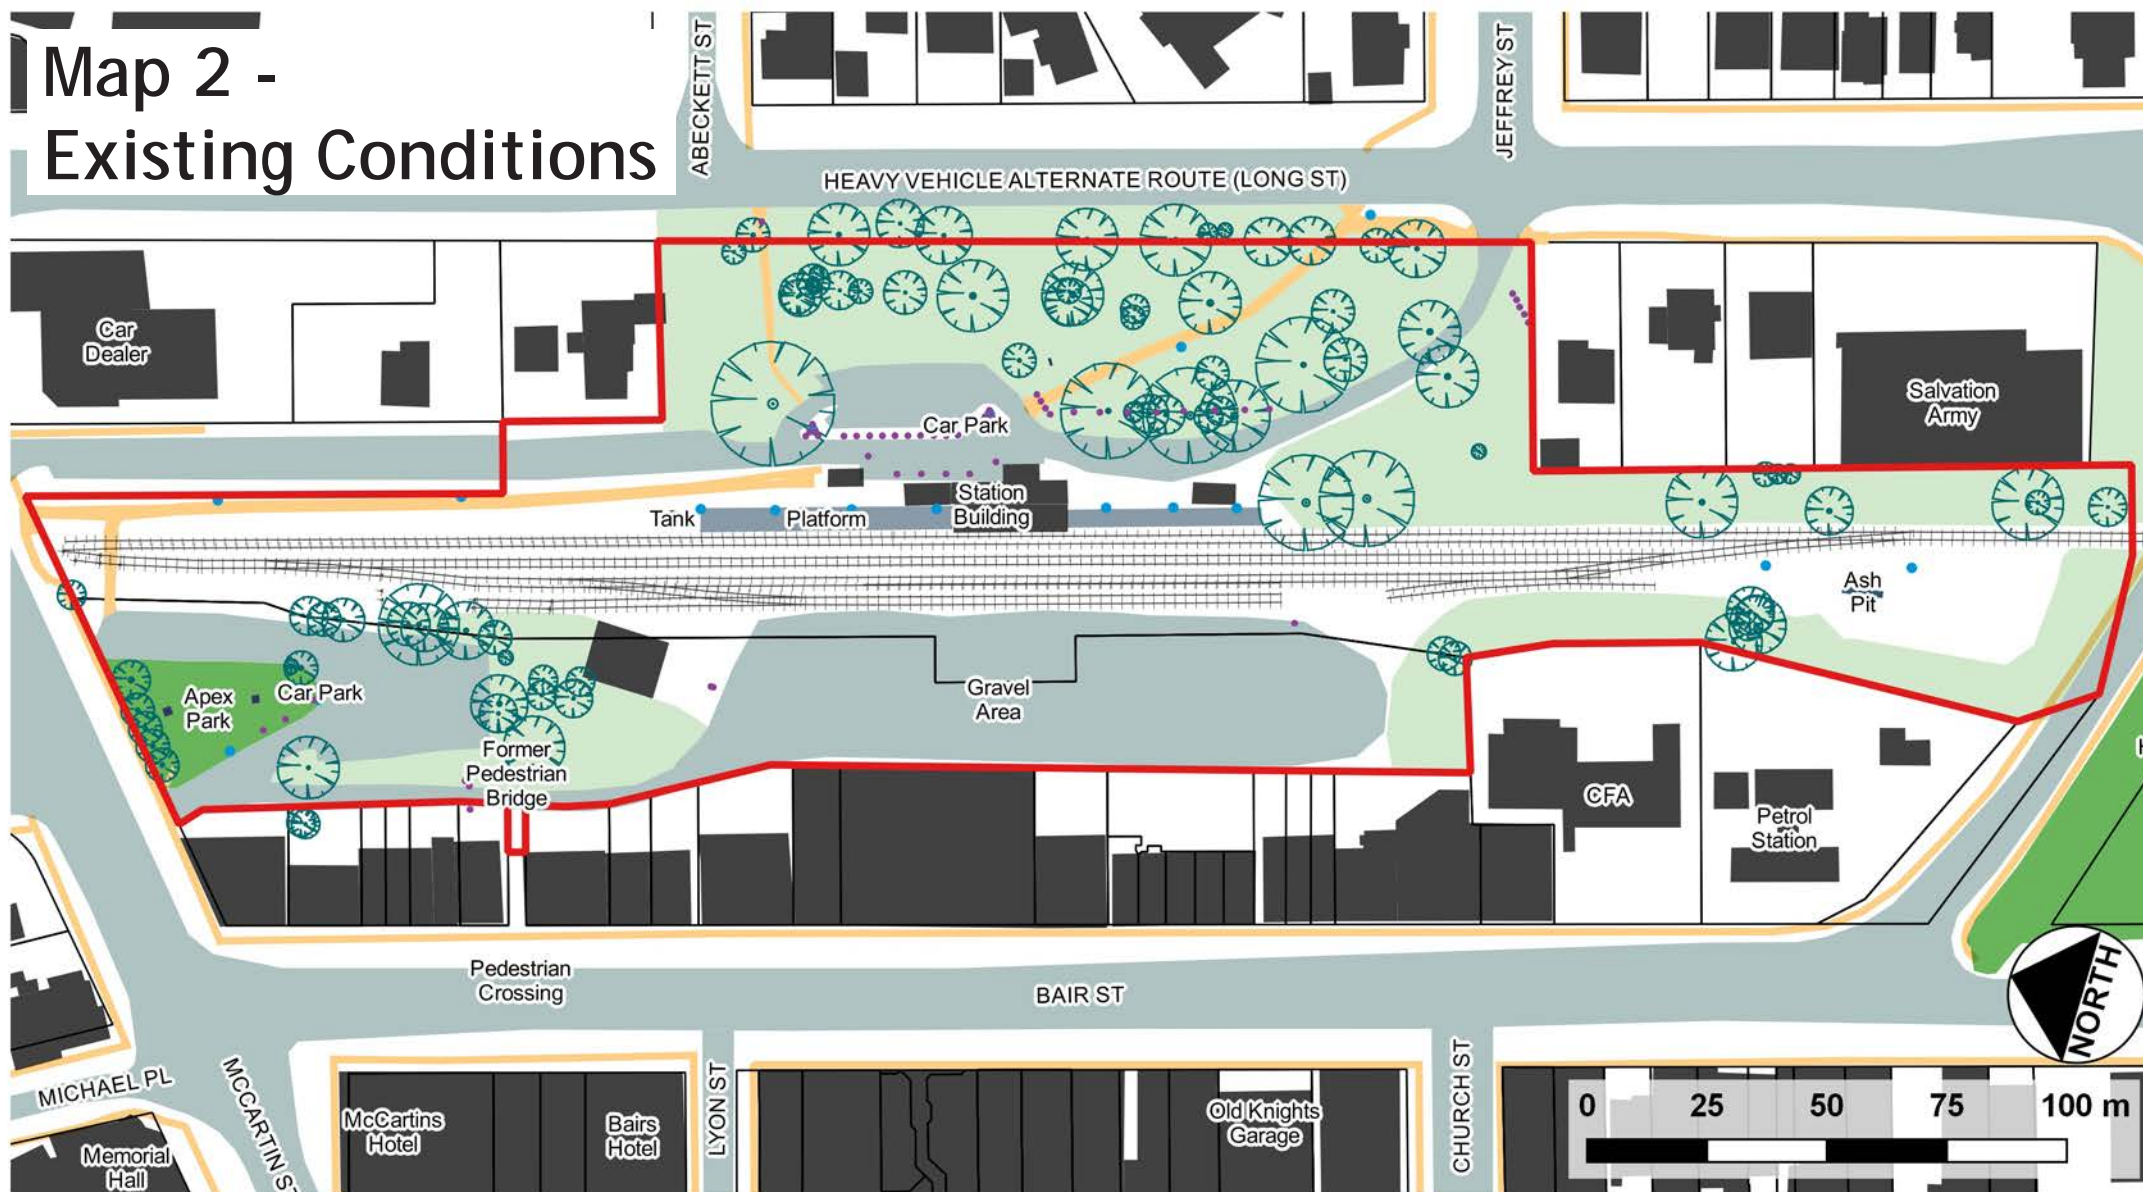 Map 2 -
Existing Conditions
ABECKETT ST
JEFFREY ST
HEAVY VEHICLE ALTERNATE ROUTE (LONG ST)
Car
Dealer
Car Park
Salvation
Army
Station
Building
Tank
Platform
Ash
Pit
Apex
Park
Car Park
Gravel
Area
Former
Pedestrian
Bridge
CFA
Petrol
Station
Pedestrian
Crossing
BAIR ST
NORTH
MICHAEL PL
MCCARTIN ST
McCartins
Hotel
Bairs
Hotel
LYON ST
Old Knights
Garage
CHURCH ST
Memorial
Hall
0 25 50 75 100 m